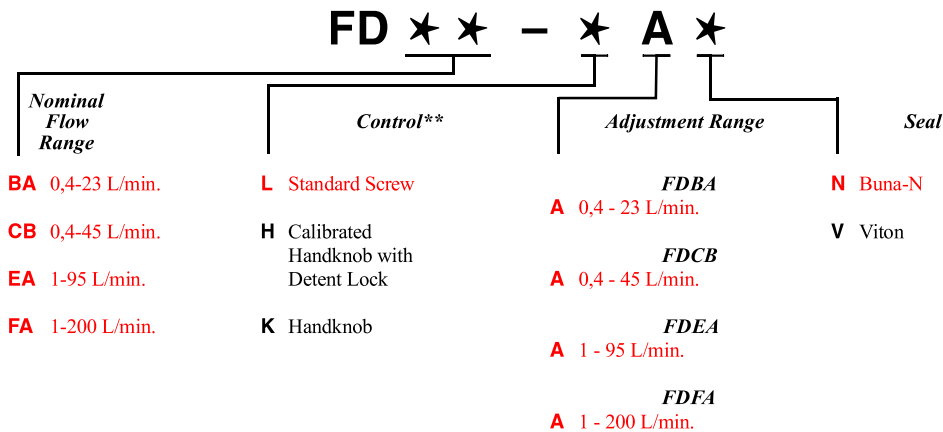 FD ✶ ✶ – ✶ A ✶
Nominal
Flow
Range
BA 0,4-23 L/min.
CB 0,4-45 L/min.
EA 1-95 L/min.
FA 1-200 L/min.
Control**
L Standard Screw
H Calibrated
Handknob with
Detent Lock
K Handknob
Adjustment Range
FDBA
A 0,4 - 23 L/min.
FDCB
A 0,4 - 45 L/min.
FDEA
A 1 - 95 L/min.
FDFA
A 1 - 200 L/min.
Seal
N Buna-N
V Viton